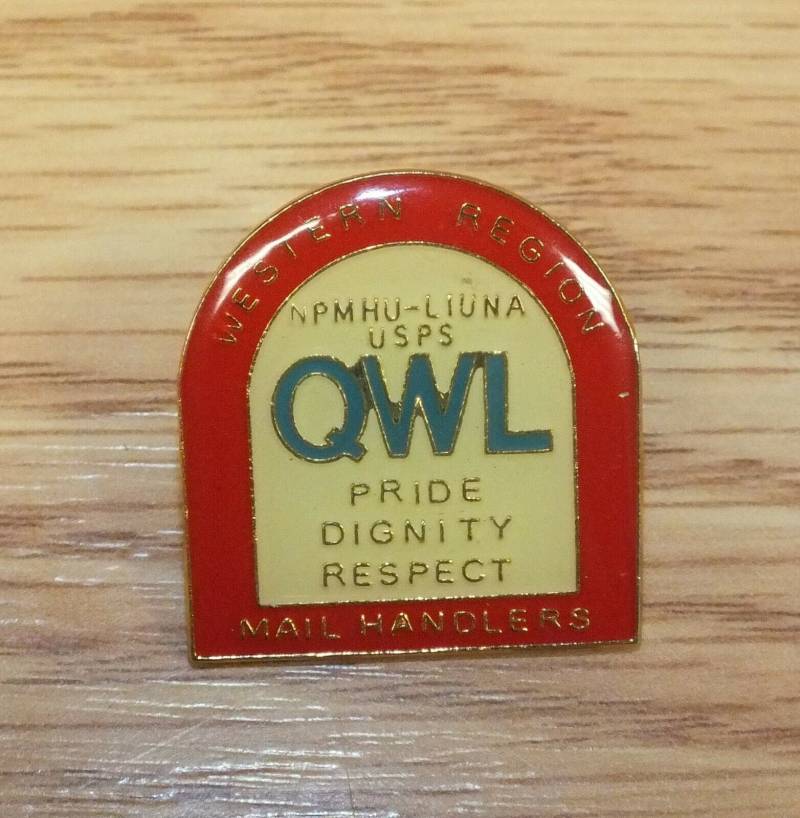 WESTERN REGION
NPMHU-LIUNA
USPS
QWL
PRIDE
DIGNITY
RESPECT
MAIL HANDLERS